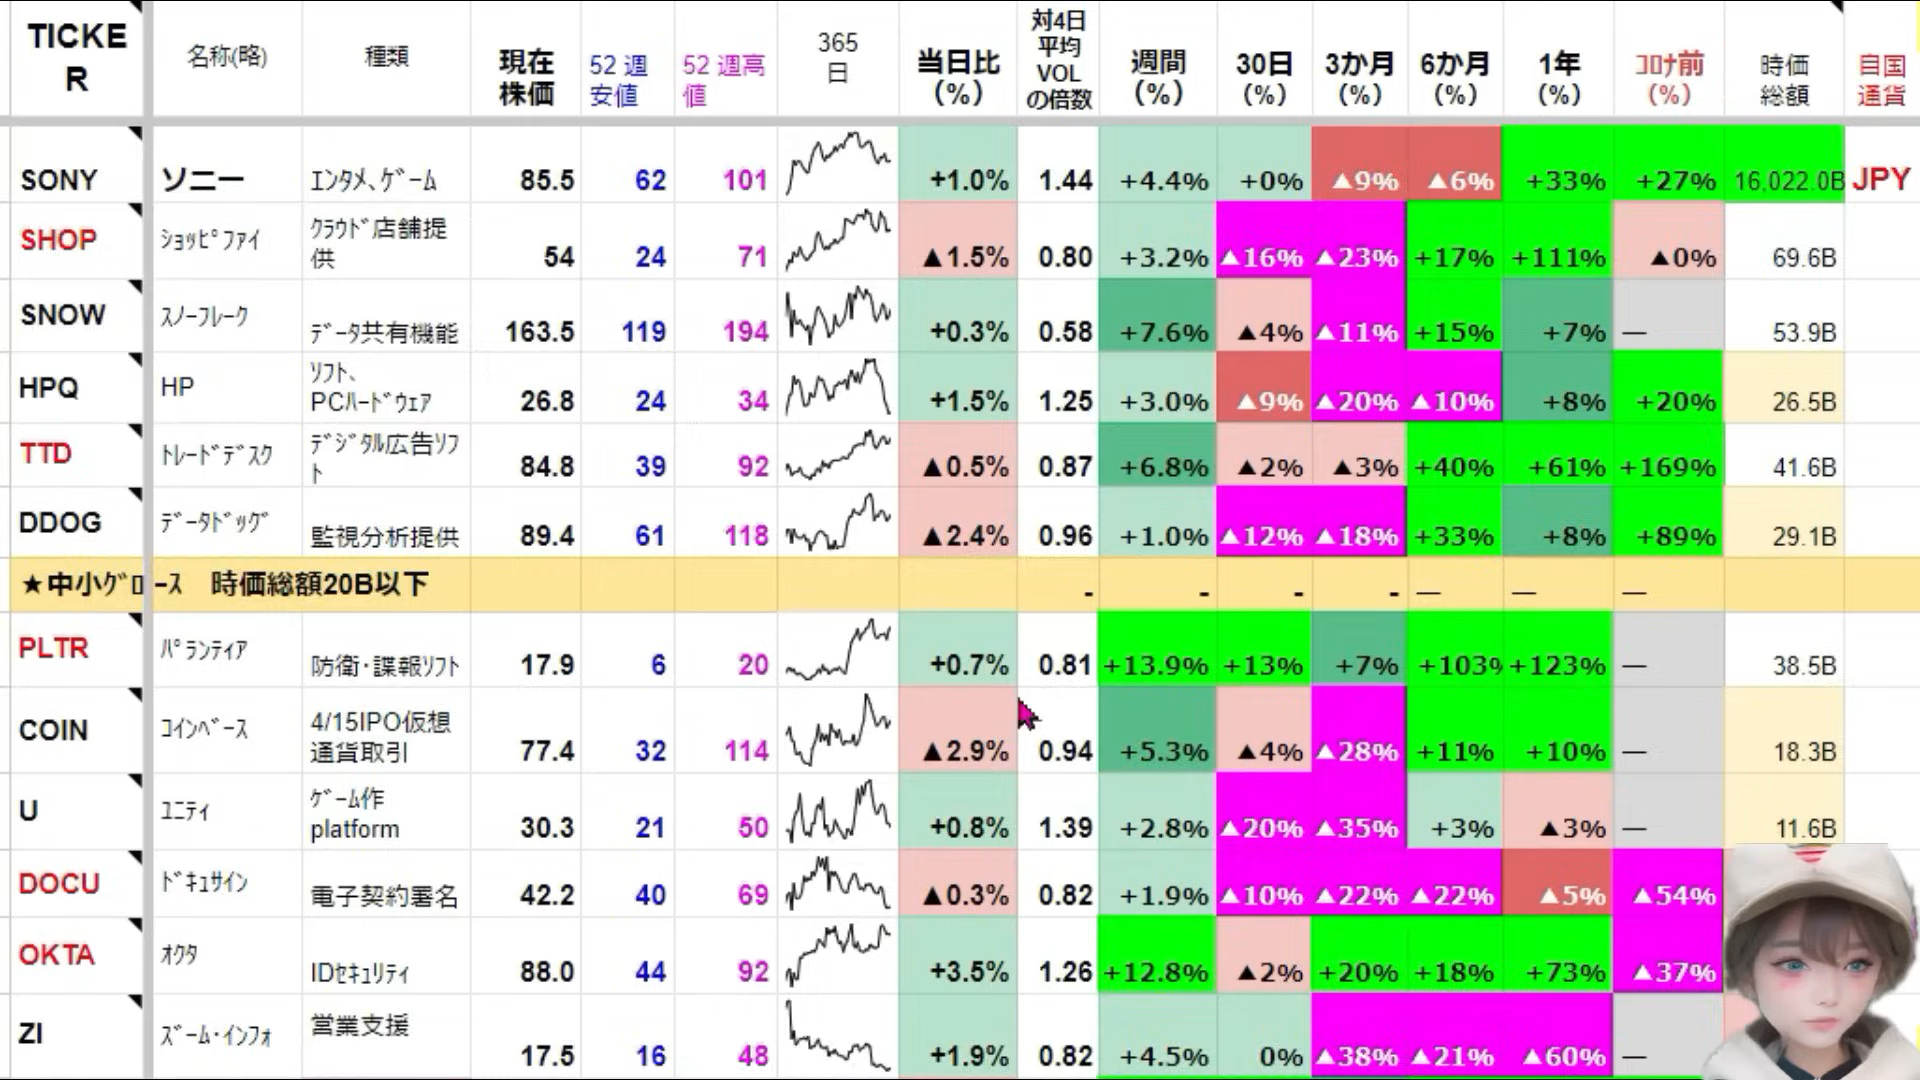 TICKER 名称(略) 種類 現在株価 52 週安値 52 週高値 365日 当日比(%) 対4日平均VOLの倍数 週間(%) 30日(%) 3か月(%) 6か月(%) 1年(%) ｺﾛﾅ前(%) 時価総額 自国通貨
SONY ソニー ｴﾝﾀﾒ､ｹﾞｰﾑ 85.5 62 101 +1.0% 1.44 +4.4% +0% ▲9% ▲6% +33% +27% 16,022.0B JPY
SHOP ｼｮｯﾋﾟﾌｧｲ ｸﾗｳﾄﾞ店舗提供 54 24 71 ▲1.5% 0.80 +3.2% ▲16% ▲23% +17% +111% ▲0% 69.6B
SNOW ｽﾉｰﾌﾚｰｸ ﾃﾞｰﾀ共有機能 163.5 119 194 +0.3% 0.58 +7.6% ▲4% ▲11% +15% +7% — 53.9B
HPQ HP ｿﾌﾄ､PCﾊｰﾄﾞｳｪｱ 26.8 24 34 +1.5% 1.25 +3.0% ▲9% ▲20% ▲10% +8% +20% 26.5B
TTD ﾄﾚｰﾄﾞﾃﾞｽｸ ﾃﾞｼﾞﾀﾙ広告ｿﾌﾄ 84.8 39 92 ▲0.5% 0.87 +6.8% ▲2% ▲3% +40% +61% +169% 41.6B
DDOG ﾃﾞｰﾀﾄﾞｯｸﾞ 監視分析提供 89.4 61 118 ▲2.4% 0.96 +1.0% ▲12% ▲18% +33% +8% +89% 29.1B
★中小ｸﾞﾛｰｽ 時価総額20B以下 - - - - — — —
PLTR ﾊﾟﾗﾝﾃｨｱ 防衛･諜報ｿﾌﾄ 17.9 6 20 +0.7% 0.81 +13.9% +13% +7% +103% +123% — 38.5B
COIN ｺｲﾝﾍﾞｰｽ 4/15IPO仮想通貨取引 77.4 32 114 ▲2.9% 0.94 +5.3% ▲4% ▲28% +11% +10% — 18.3B
U ﾕﾆﾃｨ ｹﾞｰﾑ作platform 30.3 21 50 +0.8% 1.39 +2.8% ▲20% ▲35% +3% ▲3% — 11.6B
DOCU ﾄﾞｷｭｻｲﾝ 電子契約署名 42.2 40 69 ▲0.3% 0.82 +1.9% ▲10% ▲22% ▲22% ▲5% ▲54%
OKTA ｵｸﾀ IDｾｷｭﾘﾃｨ 88.0 44 92 +3.5% 1.26 +12.8% ▲2% +20% +18% +73% ▲37%
ZI ｽﾞｰﾑ･ｲﾝﾌｫ 営業支援 17.5 16 48 +1.9% 0.82 +4.5% 0% ▲38% ▲21% ▲60% —